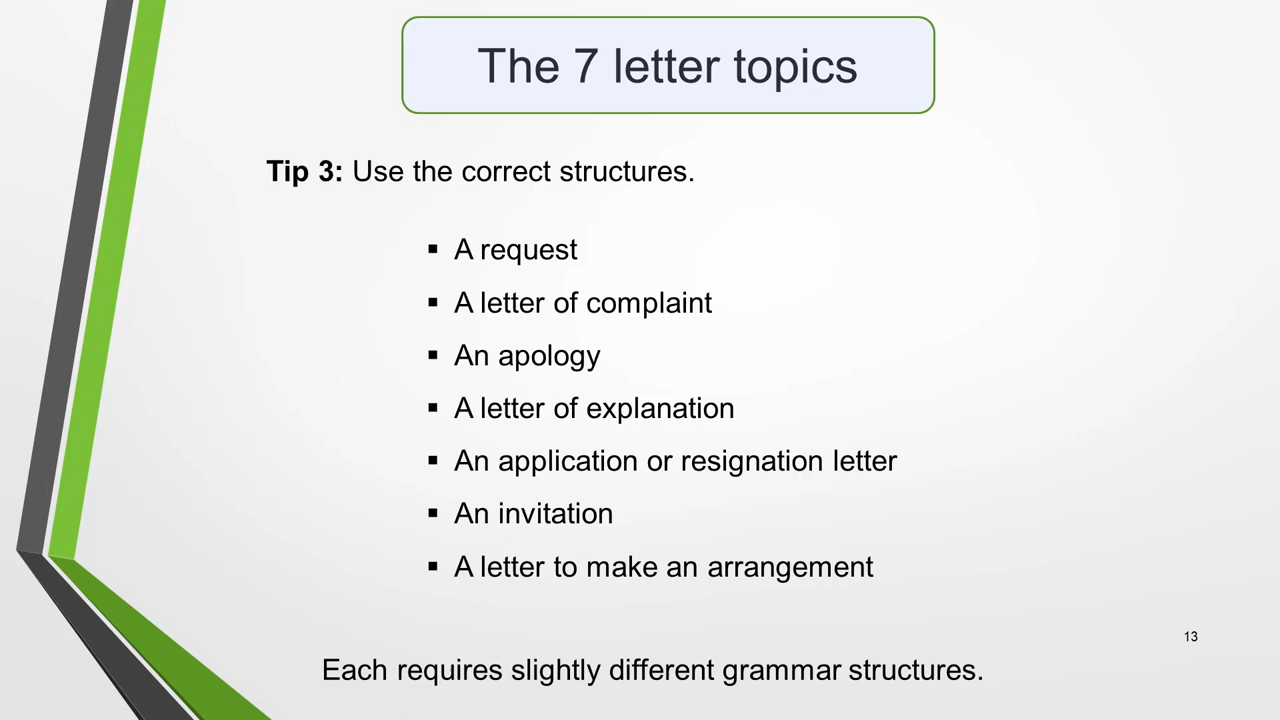 The 7 letter topics
Tip 3: Use the correct structures.
▪ A request
▪ A letter of complaint
▪ An apology
▪ A letter of explanation
▪ An application or resignation letter
▪ An invitation
▪ A letter to make an arrangement
13
Each requires slightly different grammar structures.